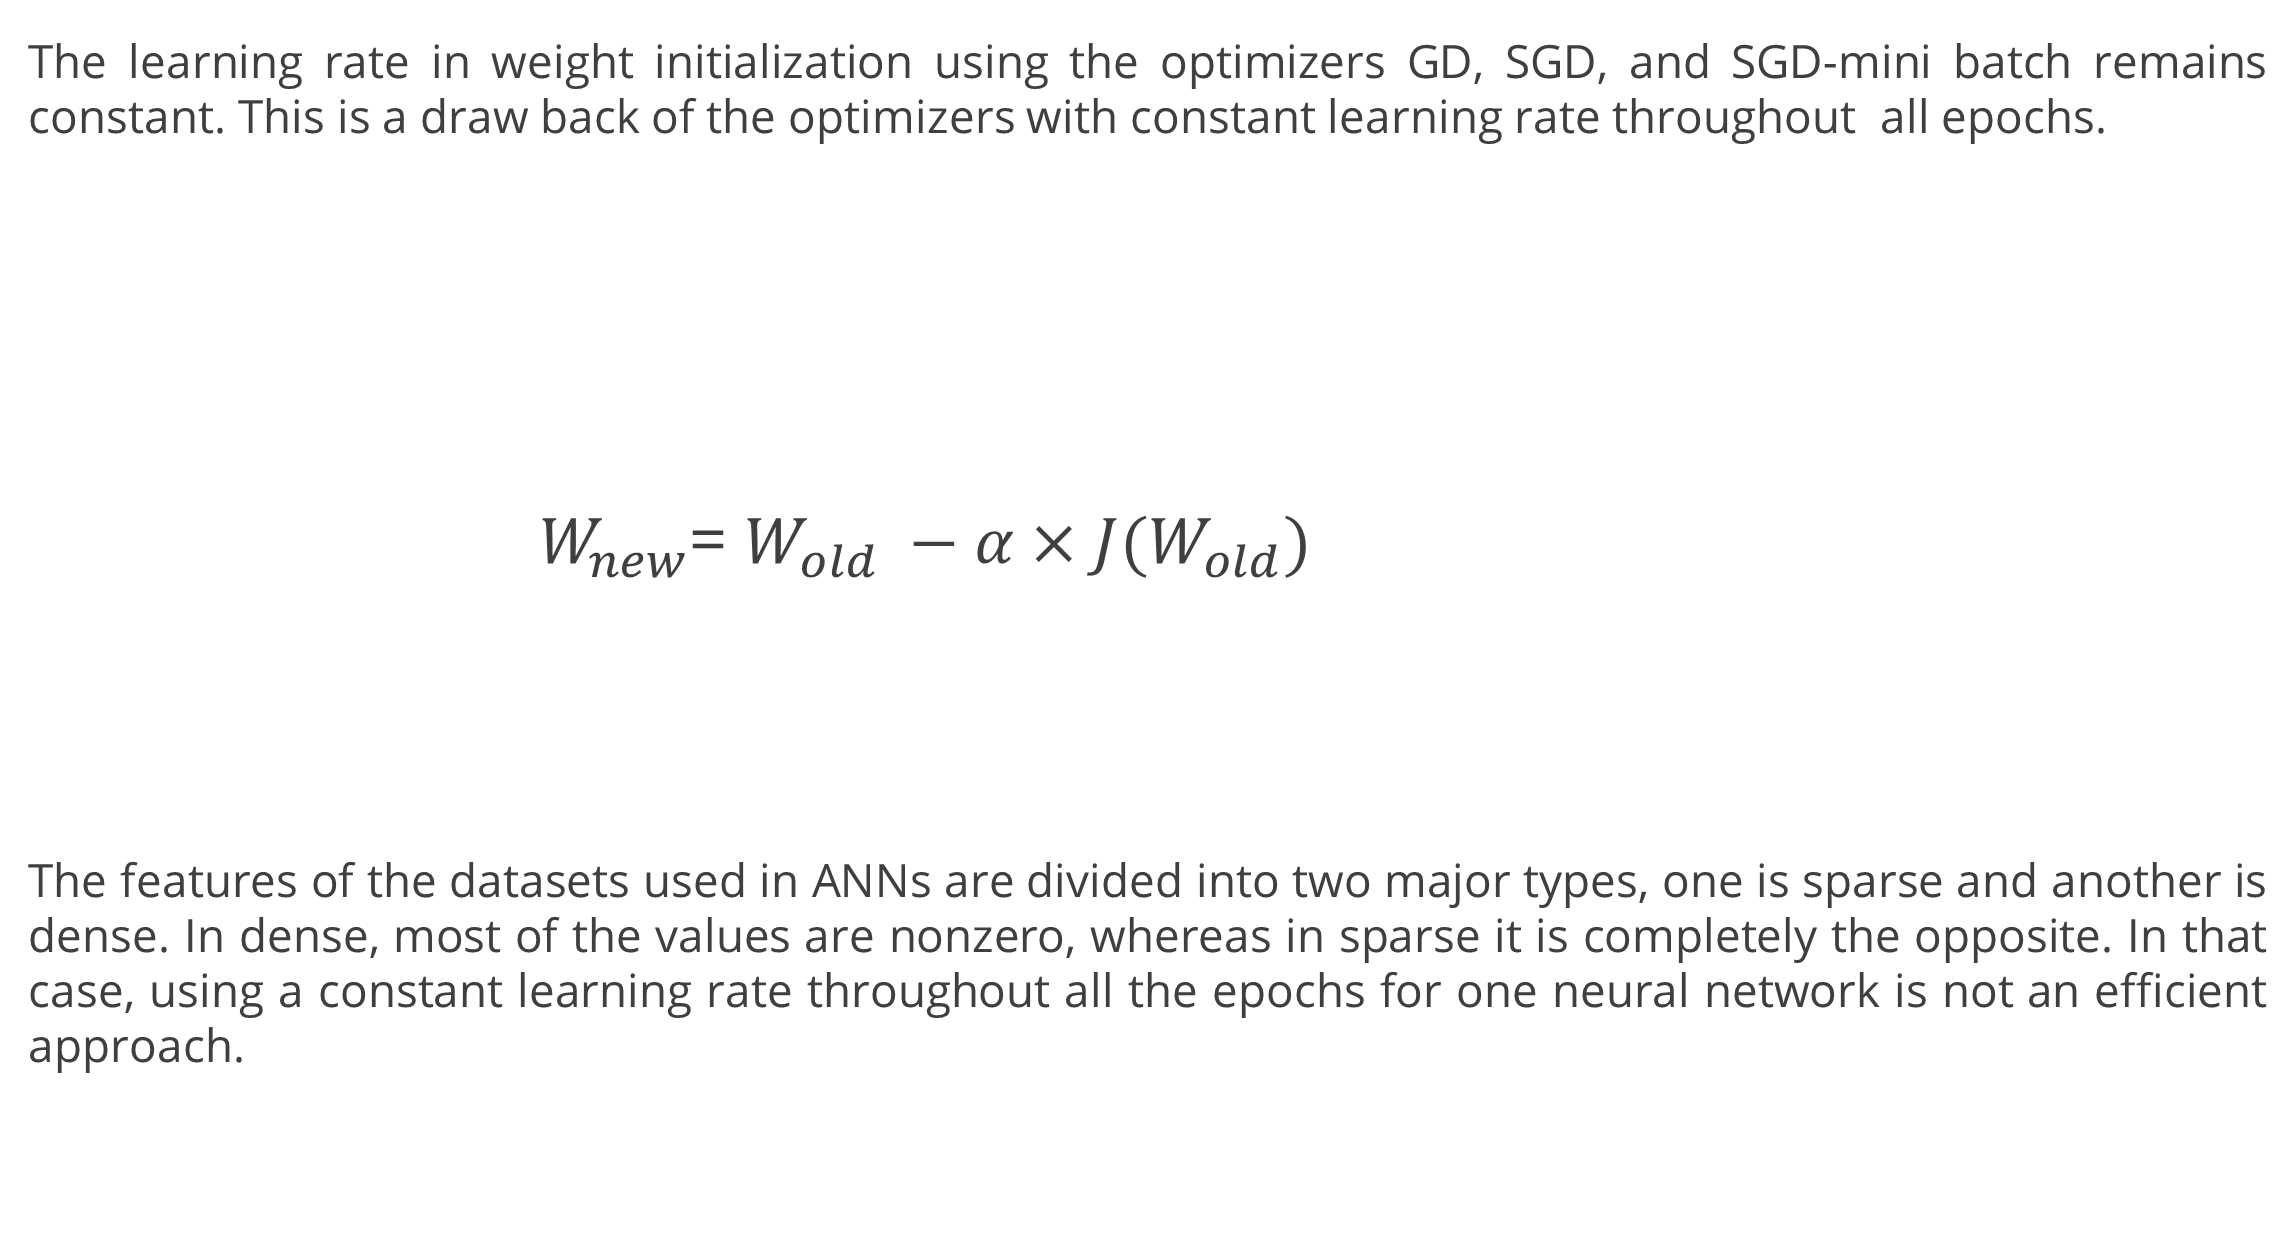 The learning rate in weight initialization using the optimizers GD, SGD, and SGD-mini batch remains
constant. This is a draw back of the optimizers with constant learning rate throughout  all epochs.
W_new = W_old − α × J(W_old)
The features of the datasets used in ANNs are divided into two major types, one is sparse and another is
dense. In dense, most of the values are nonzero, whereas in sparse it is completely the opposite. In that
case, using a constant learning rate throughout all the epochs for one neural network is not an efficient
approach.